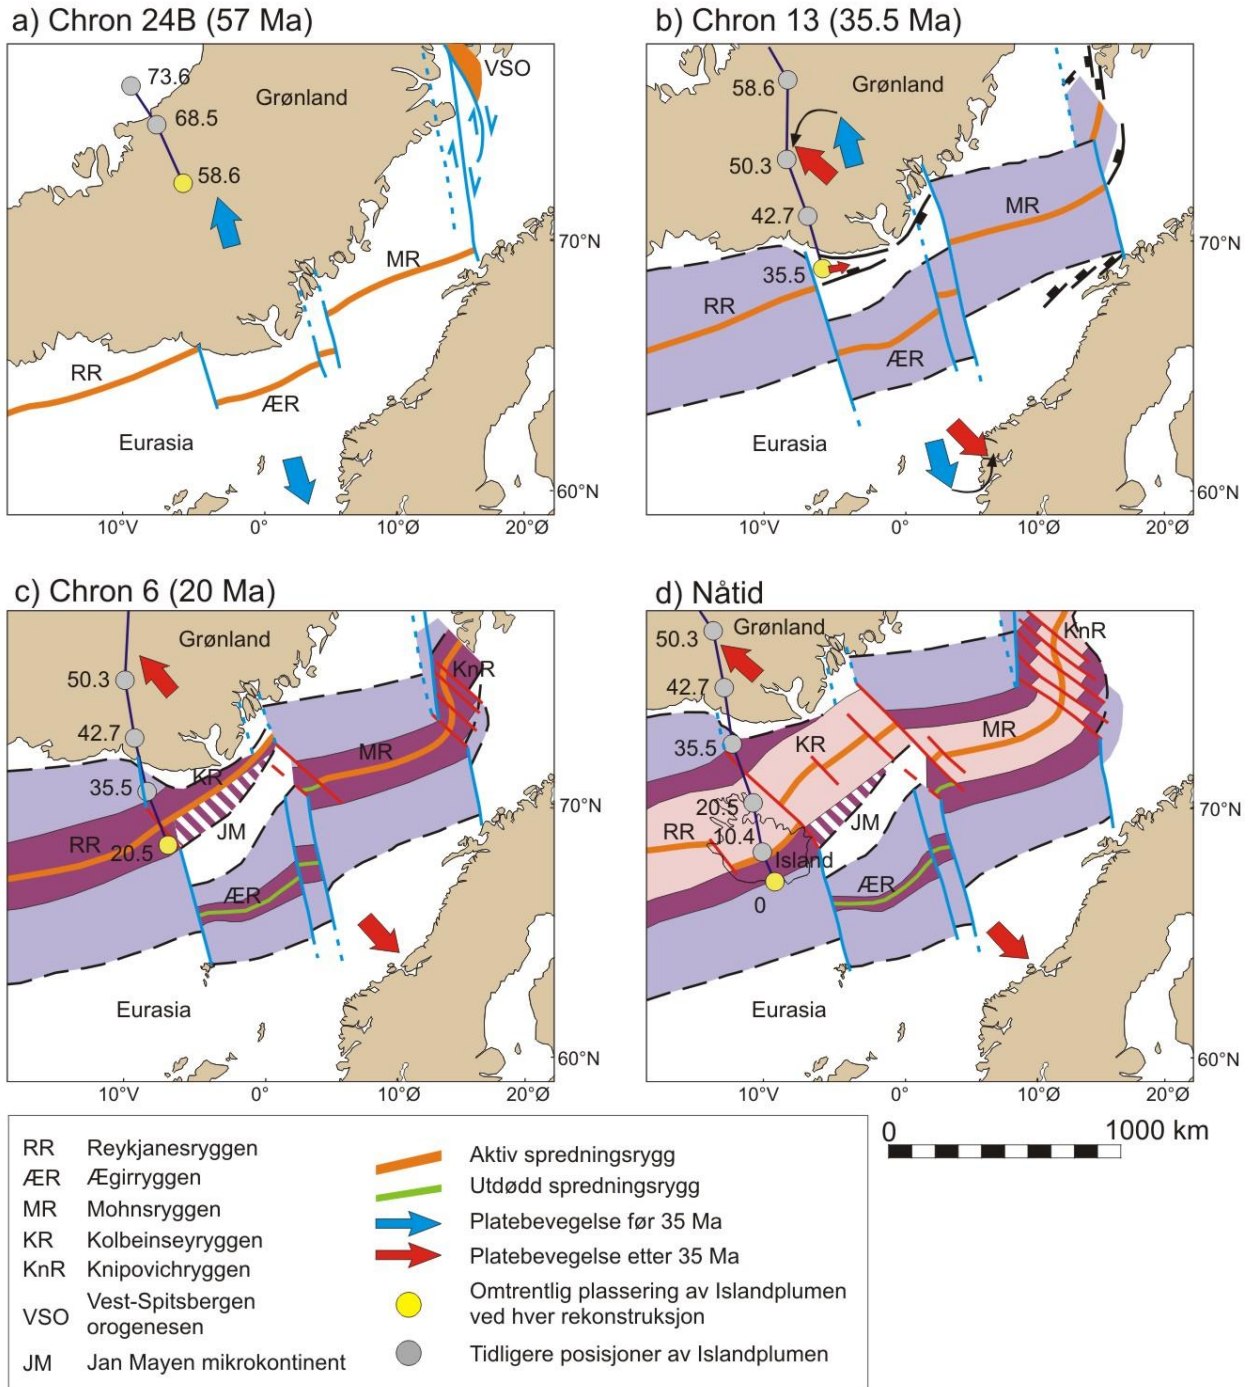 a) Chron 24B (57 Ma)
VSO
73.6
Grønland
68.5
58.6
MR
70°N
RR
ÆR
Eurasia
60°N
10°V
0°
10°Ø
20°Ø
b) Chron 13 (35.5 Ma)
Grønland
58.6
50.3
42.7
MR
70°N
35.5
RR
ÆR
Eurasia
60°N
10°V
0°
10°Ø
20°Ø
c) Chron 6 (20 Ma)
Grønland
KnR
50.3
42.7
MR
KR
35.5
70°N
JM
RR
20.5
ÆR
Eurasia
60°N
10°V
0°
10°Ø
20°Ø
d) Nåtid
Grønland
KnR
50.3
42.7
KR
MR
35.5
20.5
70°N
JM
RR
10.4
Island
ÆR
0
Eurasia
60°N
10°V
0°
10°Ø
20°Ø
RR Reykjanesryggen
ÆR Ægirryggen
MR Mohnsryggen
KR Kolbeinseyryggen
KnR Knipovichryggen
VSO Vest-Spitsbergen
orogenesen
JM Jan Mayen mikrokontinent
Aktiv spredningsrygg
Utdødd spredningsrygg
Platebevegelse før 35 Ma
Platebevegelse etter 35 Ma
Omtrentlig plassering av Islandplumen
ved hver rekonstruksjon
Tidligere posisjoner av Islandplumen
0 1000 km